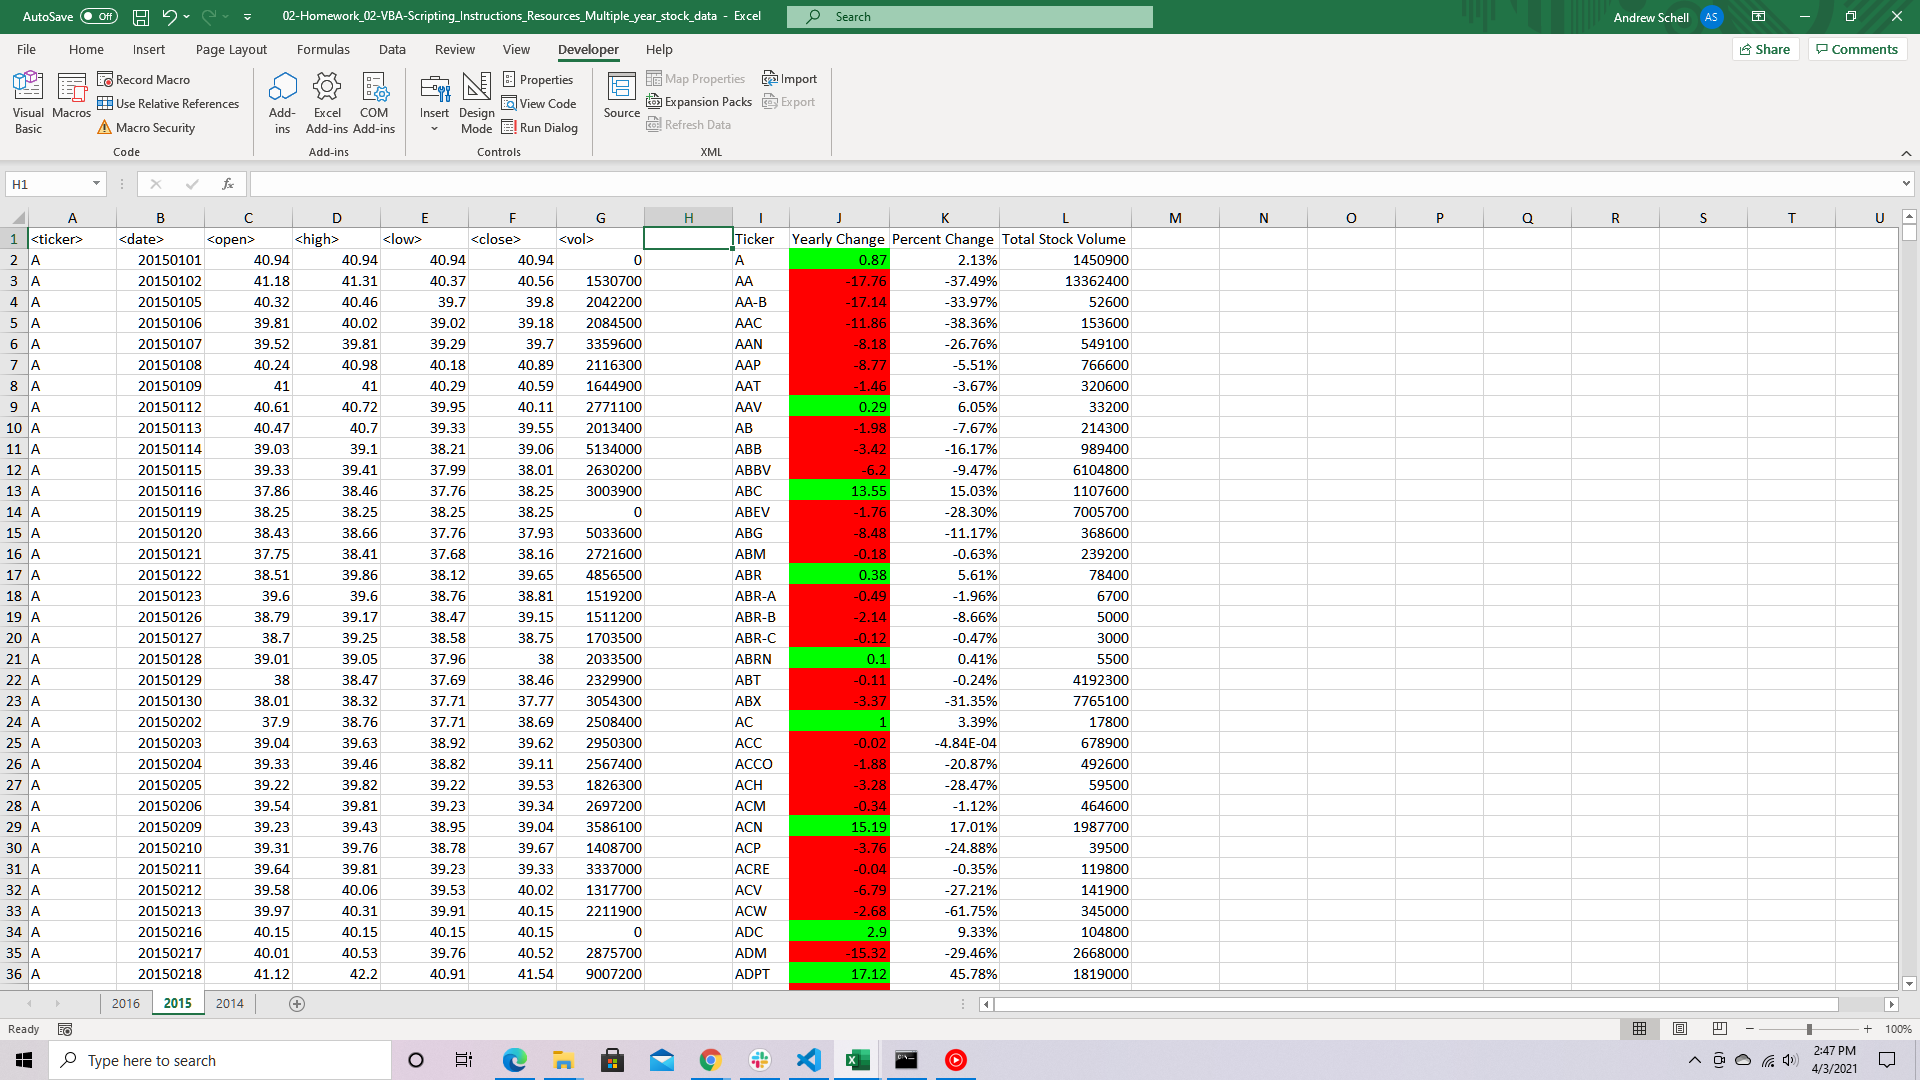 AutoSave Off 02-Homework_02-VBA-Scripting_Instructions_Resources_Multiple_year_stock_data - Excel Search Andrew Schell AS
File Home Insert Page Layout Formulas Data Review View Developer Help Share Comments
Visual Basic Macros Record Macro Use Relative References Macro Security Code
Add-ins Excel Add-ins COM Add-ins Add-ins
Insert Design Mode Properties View Code Run Dialog Controls
Source Map Properties Expansion Packs Refresh Data Import Export XML
H1 fx
A B C D E F G H I J K L M N O P Q R S T U
1 <ticker> <date> <open> <high> <low> <close> <vol> Ticker Yearly Change Percent Change Total Stock Volume
2 A 20150101 40.94 40.94 40.94 40.94 0 A 0.87 2.13% 1450900
3 A 20150102 41.18 41.31 40.37 40.56 1530700 AA -17.76 -37.49% 13362400
4 A 20150105 40.32 40.46 39.7 39.8 2042200 AA-B -17.14 -33.97% 52600
5 A 20150106 39.81 40.02 39.02 39.18 2084500 AAC -11.86 -38.36% 153600
6 A 20150107 39.52 39.81 39.29 39.7 3359600 AAN -8.18 -26.76% 549100
7 A 20150108 40.24 40.98 40.18 40.89 2116300 AAP -8.77 -5.51% 766600
8 A 20150109 41 41 40.29 40.59 1644900 AAT -1.46 -3.67% 320600
9 A 20150112 40.61 40.72 39.95 40.11 2771100 AAV 0.29 6.05% 33200
10 A 20150113 40.47 40.7 39.33 39.55 2013400 AB -1.98 -7.67% 214300
11 A 20150114 39.03 39.1 38.21 39.06 5134000 ABB -3.42 -16.17% 989400
12 A 20150115 39.33 39.41 37.99 38.01 2630200 ABBV -6.2 -9.47% 6104800
13 A 20150116 37.86 38.46 37.76 38.25 3003900 ABC 13.55 15.03% 1107600
14 A 20150119 38.25 38.25 38.25 38.25 0 ABEV -1.76 -28.30% 7005700
15 A 20150120 38.43 38.66 37.76 37.93 5033600 ABG -8.48 -11.17% 368600
16 A 20150121 37.75 38.41 37.68 38.16 2721600 ABM -0.18 -0.63% 239200
17 A 20150122 38.51 39.86 38.12 39.65 4856500 ABR 0.38 5.61% 78400
18 A 20150123 39.6 39.6 38.76 38.81 1519200 ABR-A -0.49 -1.96% 6700
19 A 20150126 38.79 39.17 38.47 39.15 1511200 ABR-B -2.14 -8.66% 5000
20 A 20150127 38.7 39.25 38.58 38.75 1703500 ABR-C -0.12 -0.47% 3000
21 A 20150128 39.01 39.05 37.96 38 2033500 ABRN 0.1 0.41% 5500
22 A 20150129 38 38.47 37.69 38.46 2329900 ABT -0.11 -0.24% 4192300
23 A 20150130 38.01 38.32 37.71 37.77 3054300 ABX -3.37 -31.35% 7765100
24 A 20150202 37.9 38.76 37.71 38.69 2508400 AC 1 3.39% 17800
25 A 20150203 39.04 39.63 38.92 39.62 2950300 ACC -0.02 -4.84E-04 678900
26 A 20150204 39.33 39.46 38.82 39.11 2567400 ACCO -1.88 -20.87% 492600
27 A 20150205 39.22 39.82 39.22 39.53 1826300 ACH -3.28 -28.47% 59500
28 A 20150206 39.54 39.81 39.23 39.34 2697200 ACM -0.34 -1.12% 464600
29 A 20150209 39.23 39.43 38.95 39.04 3586100 ACN 15.19 17.01% 1987700
30 A 20150210 39.31 39.76 38.78 39.67 1408700 ACP -3.76 -24.88% 39500
31 A 20150211 39.64 39.81 39.23 39.33 3337000 ACRE -0.04 -0.35% 119800
32 A 20150212 39.58 40.06 39.53 40.02 1317700 ACV -6.79 -27.21% 141900
33 A 20150213 39.97 40.31 39.91 40.15 2211900 ACW -2.68 -61.75% 345000
34 A 20150216 40.15 40.15 40.15 40.15 0 ADC 2.9 9.33% 104800
35 A 20150217 40.01 40.53 39.76 40.52 2875700 ADM -15.32 -29.46% 2668000
36 A 20150218 41.12 42.2 40.91 41.54 9007200 ADPT 17.12 45.78% 1819000
2016 2015 2014
Ready 100%
Type here to search 2:47 PM
4/3/2021